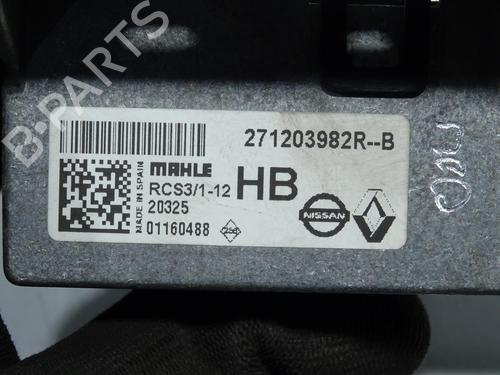 B-PARTS
271203982R--B
MADE IN SPAIN
MAHLE
RCS3/1-12
HB
20325
01160488
NISSAN